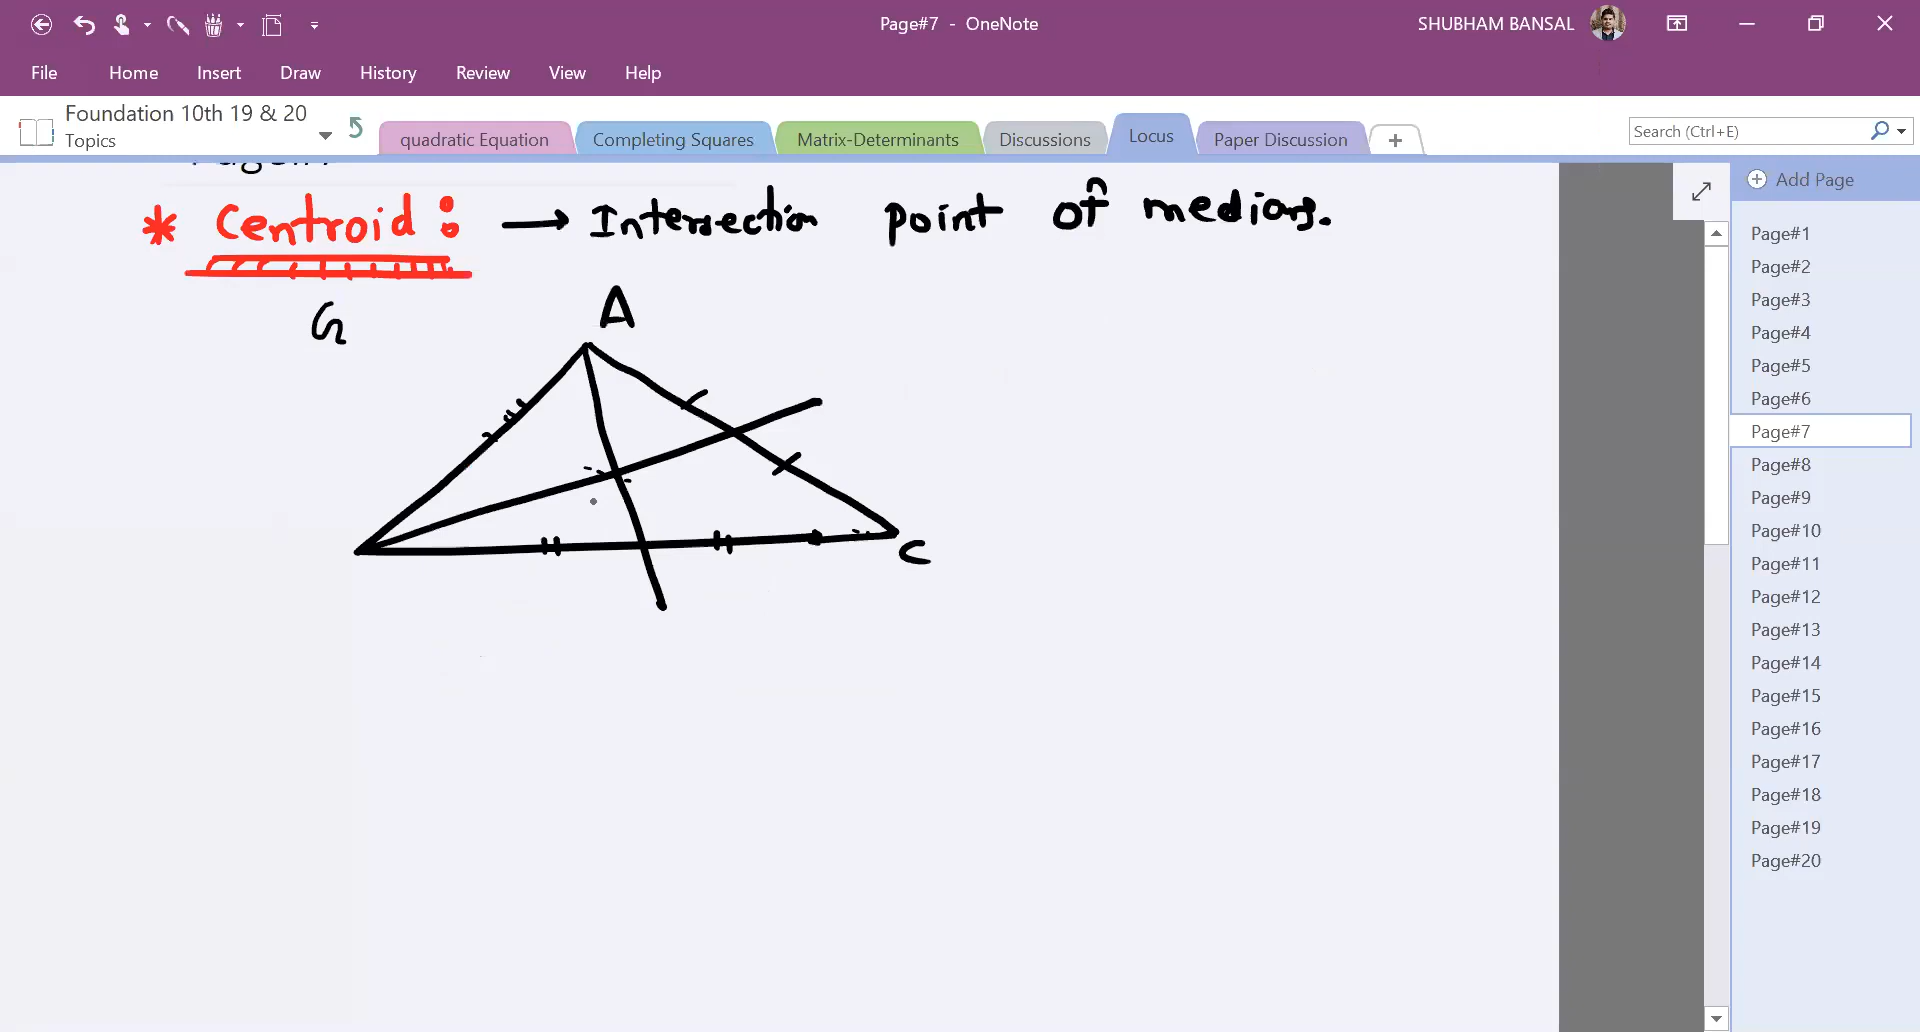 Page#7 - OneNote
SHUBHAM BANSAL
File Home Insert Draw History Review View Help
Foundation 10th 19 & 20
Topics
quadratic Equation
Completing Squares
Matrix-Determinants
Discussions
Locus
Paper Discussion
Search (Ctrl+E)
Add Page
* Centroid : → Intersection point of medians.
G
A
C
Page#1
Page#2
Page#3
Page#4
Page#5
Page#6
Page#7
Page#8
Page#9
Page#10
Page#11
Page#12
Page#13
Page#14
Page#15
Page#16
Page#17
Page#18
Page#19
Page#20